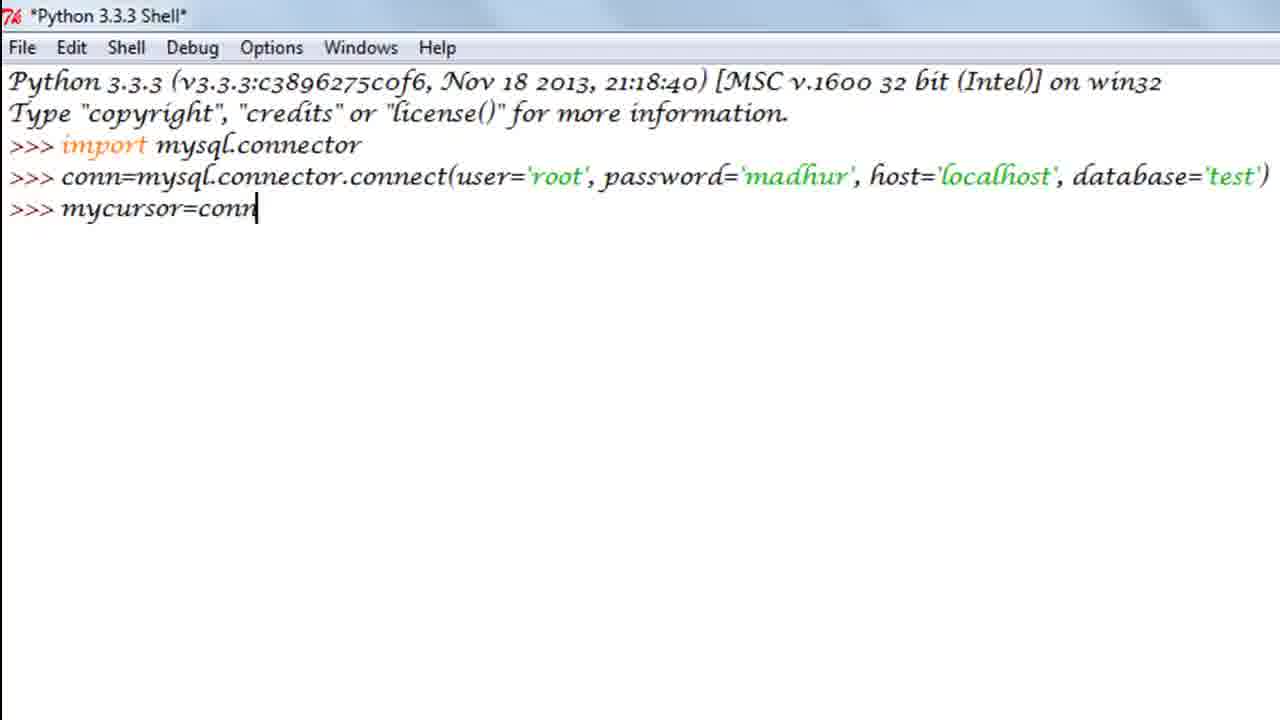 *Python 3.3.3 Shell*
File Edit Shell Debug Options Windows Help
Python 3.3.3 (v3.3.3:c3896275c0f6, Nov 18 2013, 21:18:40) [MSC v.1600 32 bit (Intel)] on win32
Type "copyright", "credits" or "license()" for more information.
>>> import mysql.connector
>>> conn=mysql.connector.connect(user='root', password='madhur', host='localhost', database='test')
>>> mycursor=conn